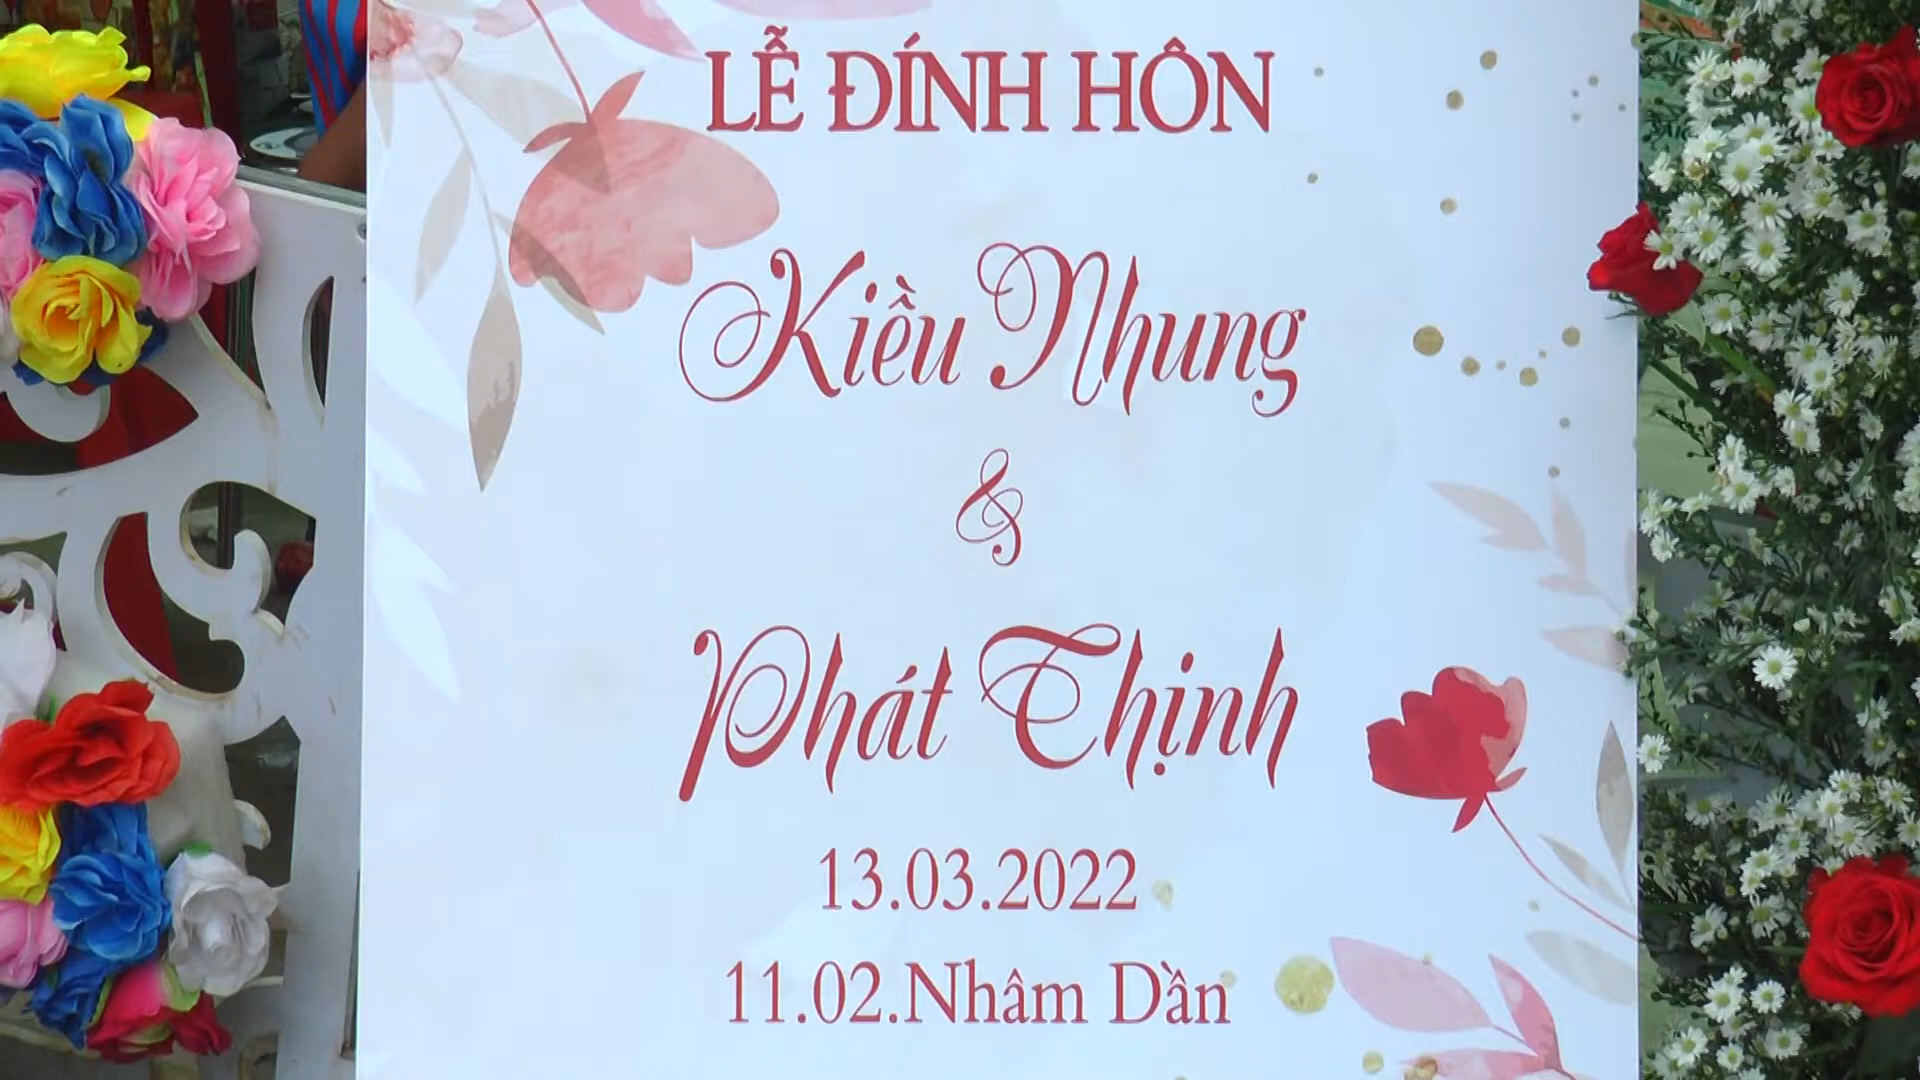 LỄ ĐÍNH HÔN
Kiều Nhung
&
Phát Thịnh
13.03.2022
11.02.Nhâm Dần